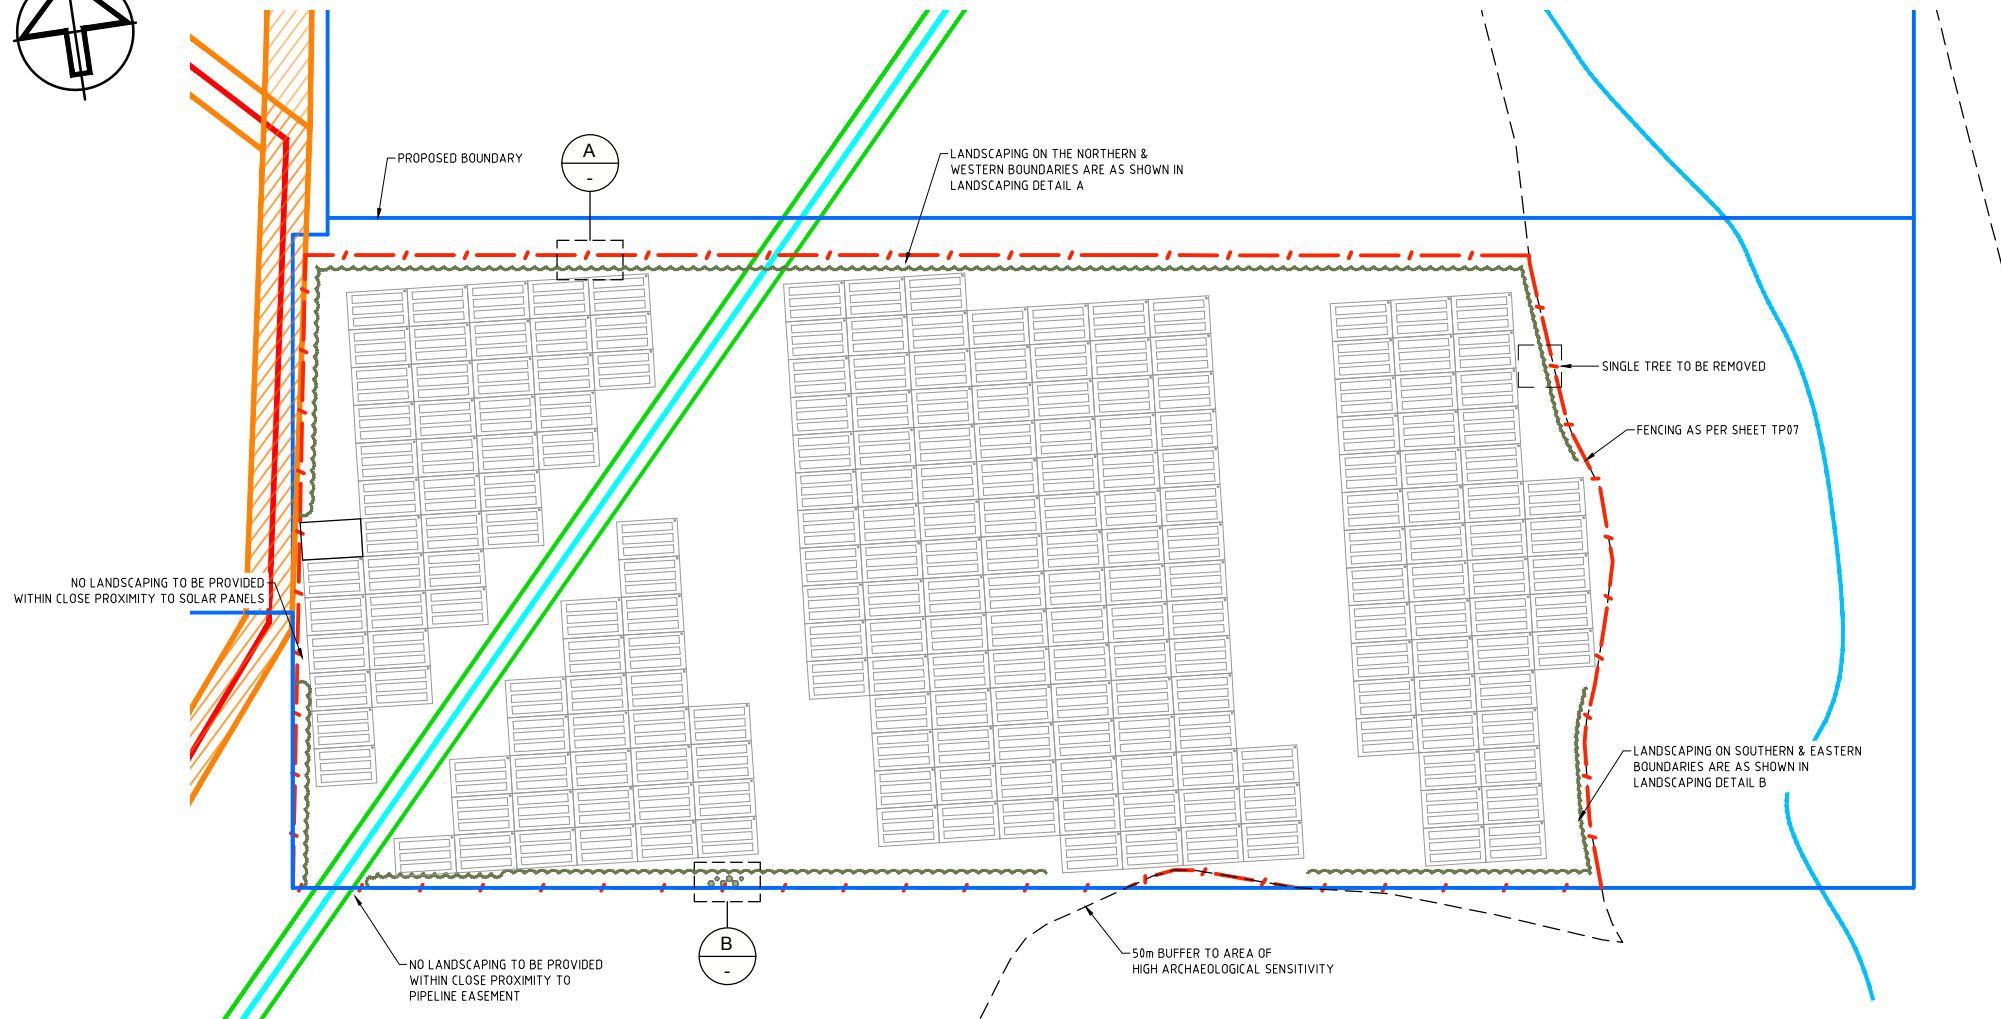 A
-
PROPOSED BOUNDARY
LANDSCAPING ON THE NORTHERN &
WESTERN BOUNDARIES ARE AS SHOWN IN
LANDSCAPING DETAIL A
SINGLE TREE TO BE REMOVED
FENCING AS PER SHEET TP07
NO LANDSCAPING TO BE PROVIDED
WITHIN CLOSE PROXIMITY TO SOLAR PANELS
LANDSCAPING ON SOUTHERN & EASTERN
BOUNDARIES ARE AS SHOWN IN
LANDSCAPING DETAIL B
B
-
50m BUFFER TO AREA OF
HIGH ARCHAEOLOGICAL SENSITIVITY
NO LANDSCAPING TO BE PROVIDED
WITHIN CLOSE PROXIMITY TO
PIPELINE EASEMENT